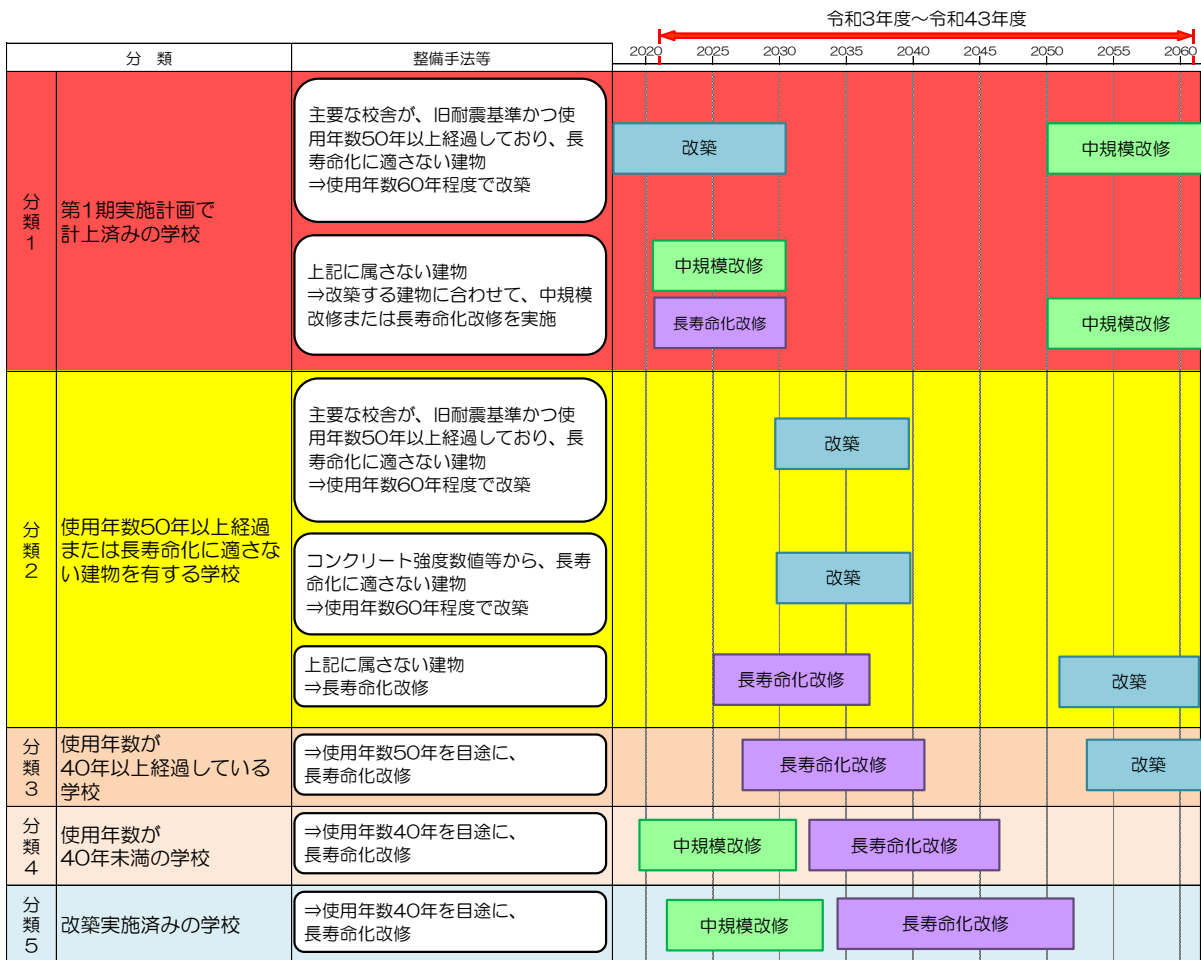 令和3年度～令和43年度
分　類
整備手法等
2020 2025 2030 2035 2040 2045 2050 2055 2060
分類1
第1期実施計画で
計上済みの学校
主要な校舎が、旧耐震基準かつ使
用年数50年以上経過しており、長
寿命化に適さない建物
⇒使用年数60年程度で改築
改築
中規模改修
上記に属さない建物
⇒改築する建物に合わせて、中規模
改修または長寿命化改修を実施
中規模改修
長寿命化改修
中規模改修
分類2
使用年数50年以上経過
または長寿命化に適さな
い建物を有する学校
主要な校舎が、旧耐震基準かつ使
用年数50年以上経過しており、長
寿命化に適さない建物
⇒使用年数60年程度で改築
改築
コンクリート強度数値等から、長寿
命化に適さない建物
⇒使用年数60年程度で改築
改築
上記に属さない建物
⇒長寿命化改修
長寿命化改修
改築
分類3
使用年数が
40年以上経過している
学校
⇒使用年数50年を目途に、
長寿命化改修
長寿命化改修
改築
分類4
使用年数が
40年未満の学校
⇒使用年数40年を目途に、
長寿命化改修
中規模改修
長寿命化改修
分類5
改築実施済みの学校
⇒使用年数40年を目途に、
長寿命化改修
中規模改修
長寿命化改修